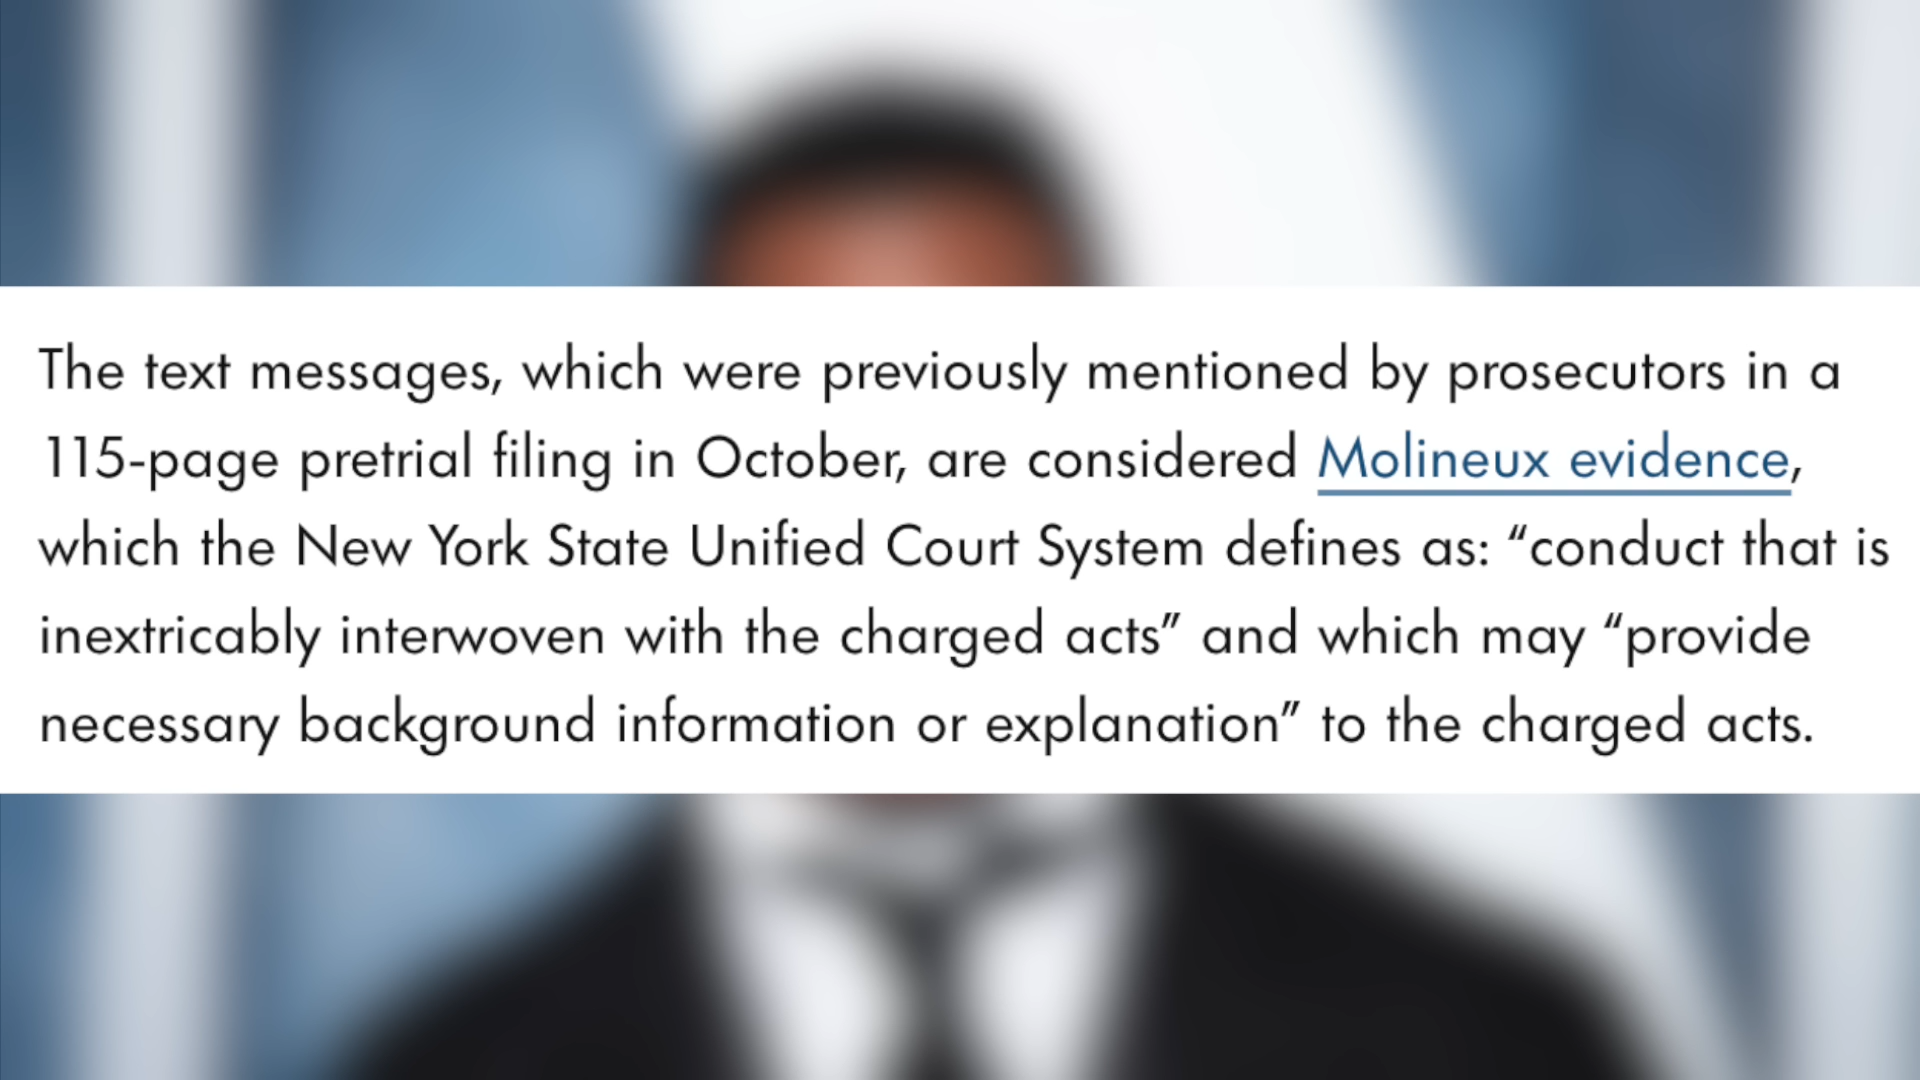 The text messages, which were previously mentioned by prosecutors in a
115-page pretrial filing in October, are considered Molineux evidence,
which the New York State Unified Court System defines as: “conduct that is
inextricably interwoven with the charged acts” and which may “provide
necessary background information or explanation” to the charged acts.